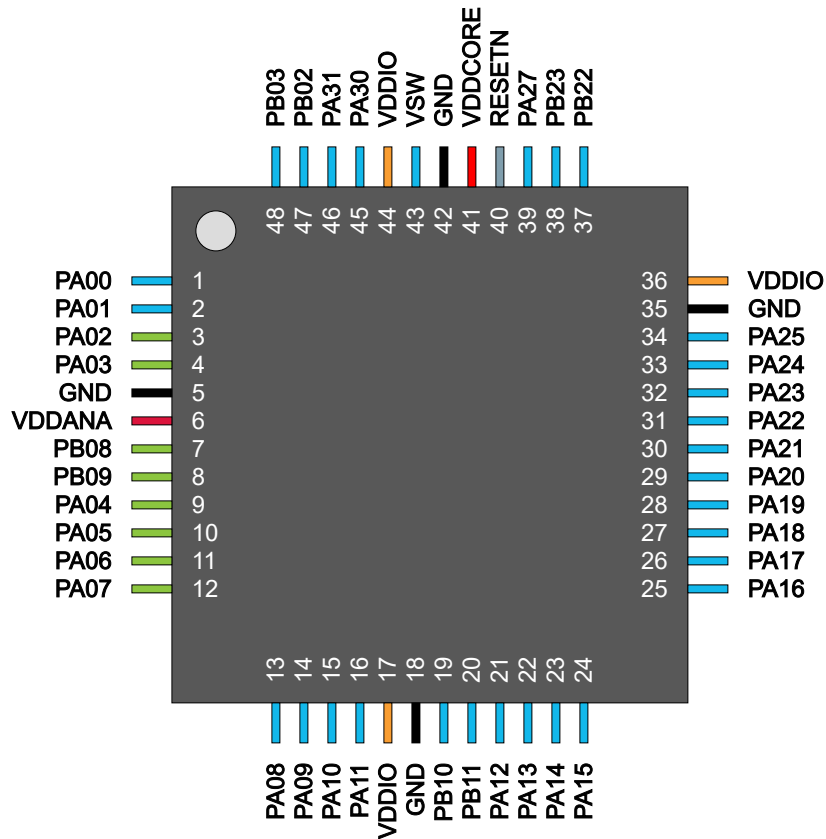 PB03 PB02 PA31 PA30 VDDIO VSW GND VDDCORE RESETN PA27 PB23 PB22
48 47 46 45 44 43 42 41 40 39 38 37
PA00 1
PA01 2
PA02 3
PA03 4
GND 5
VDDANA 6
PB08 7
PB09 8
PA04 9
PA05 10
PA06 11
PA07 12
36 VDDIO
35 GND
34 PA25
33 PA24
32 PA23
31 PA22
30 PA21
29 PA20
28 PA19
27 PA18
26 PA17
25 PA16
13 14 15 16 17 18 19 20 21 22 23 24
PA08 PA09 PA10 PA11 VDDIO GND PB10 PB11 PA12 PA13 PA14 PA15